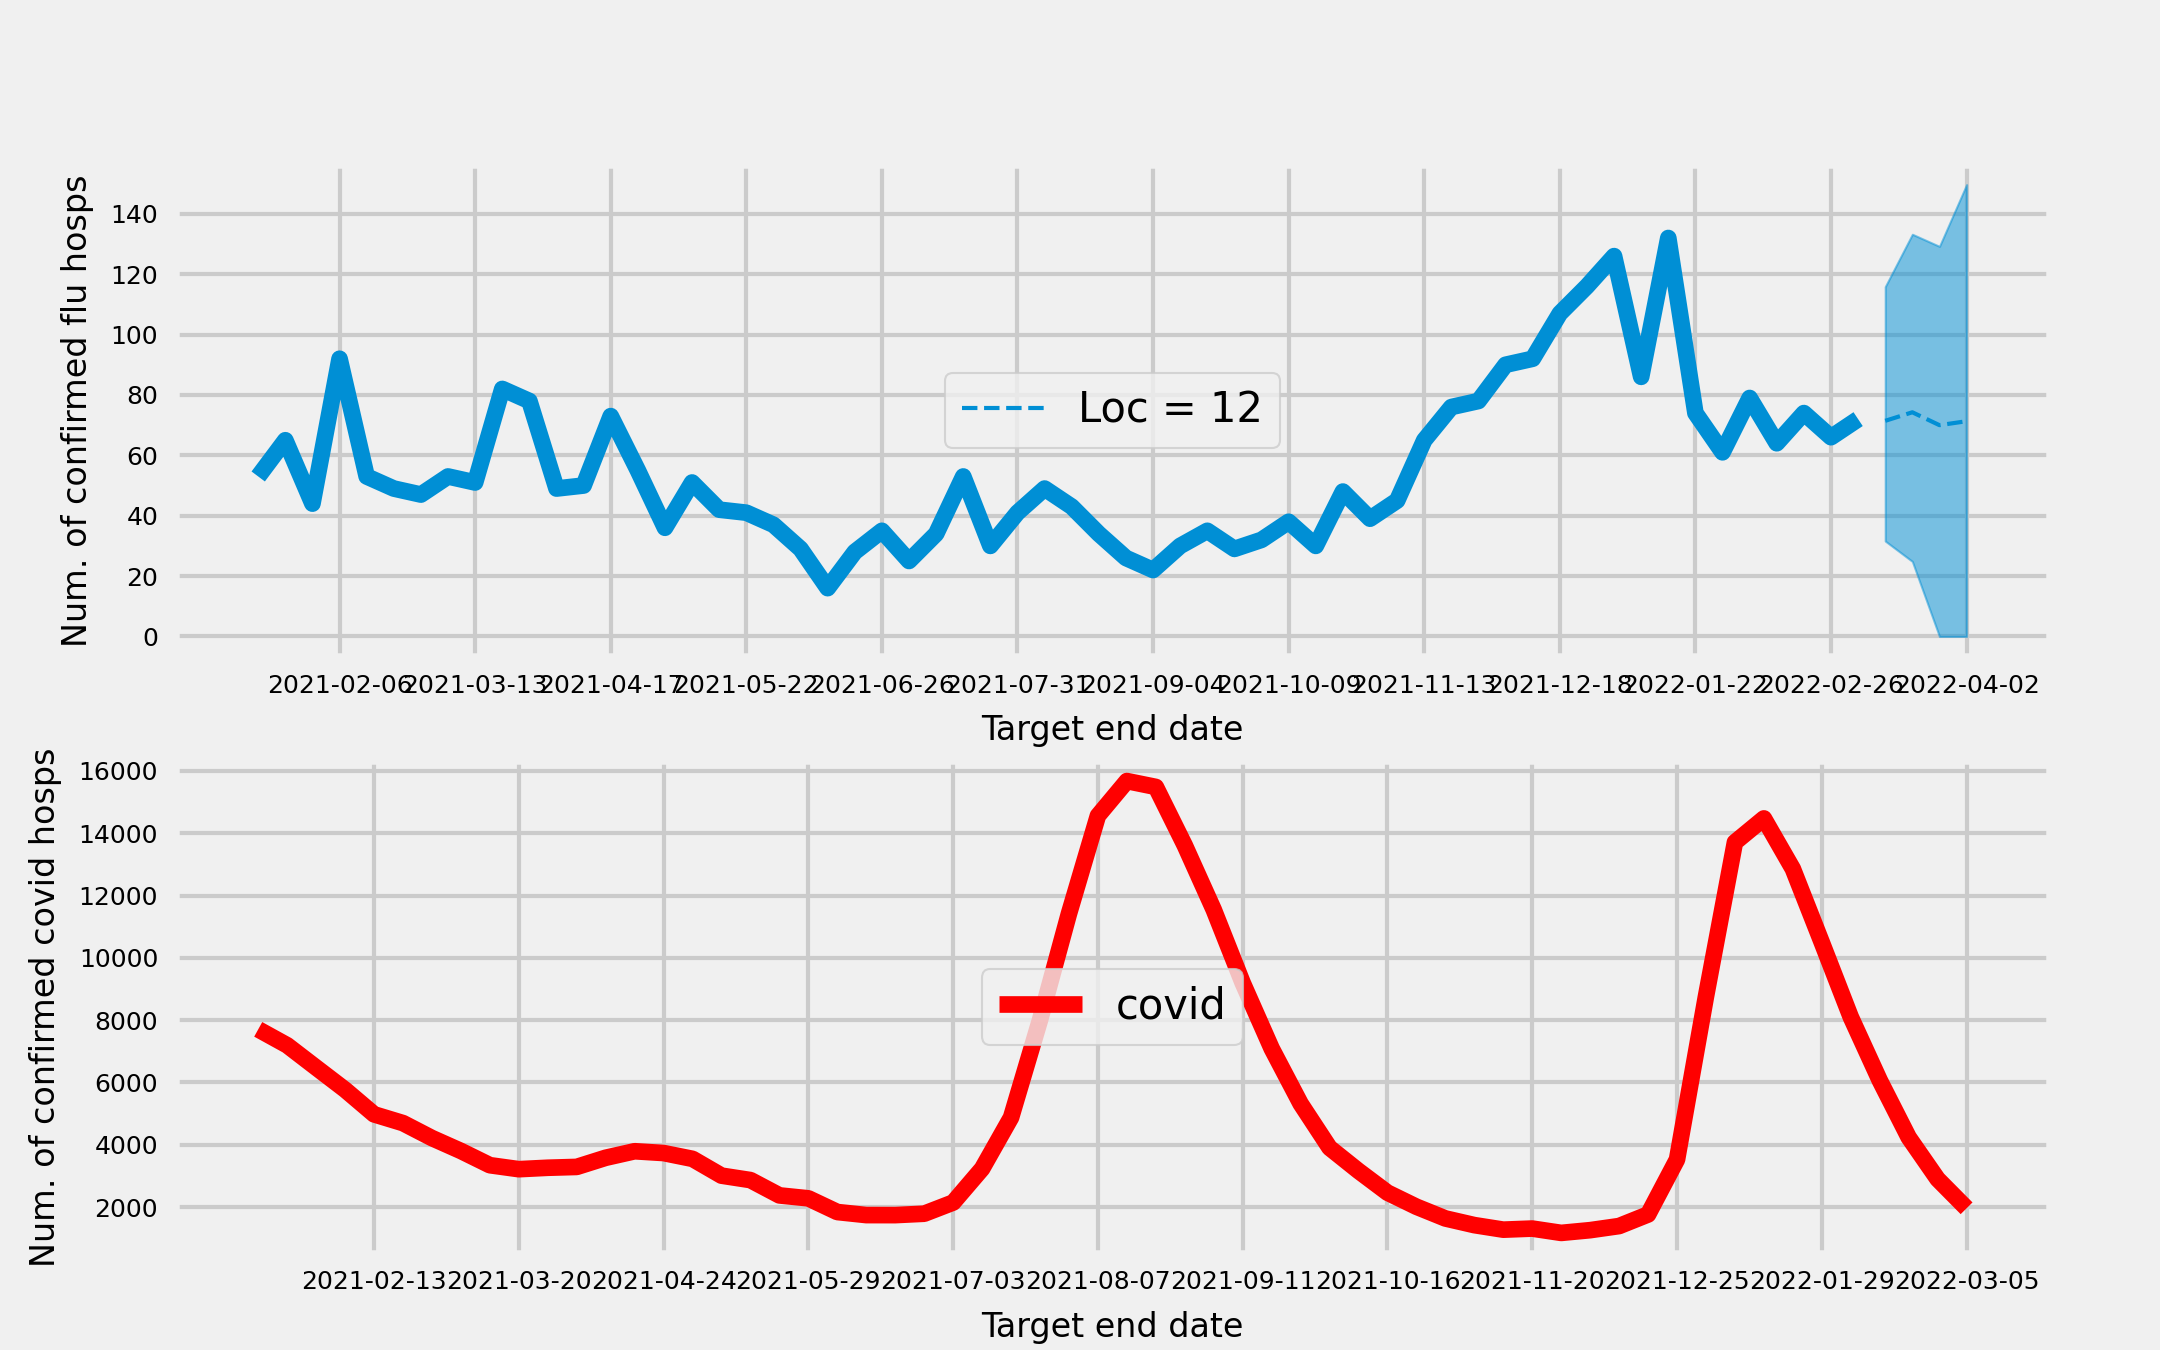 Num. of confirmed flu hosps
140
120
100
80
60
40
20
0
Loc = 12
2021-02-06 2021-03-13 2021-04-17 2021-05-22 2021-06-26 2021-07-31 2021-09-04 2021-10-09 2021-11-13 2021-12-18 2022-01-22 2022-02-26 2022-04-02
Target end date
Num. of confirmed covid hosps
16000
14000
12000
10000
8000
6000
4000
2000
covid
2021-02-13 2021-03-20 2021-04-24 2021-05-29 2021-07-03 2021-08-07 2021-09-11 2021-10-16 2021-11-20 2021-12-25 2022-01-29 2022-03-05
Target end date